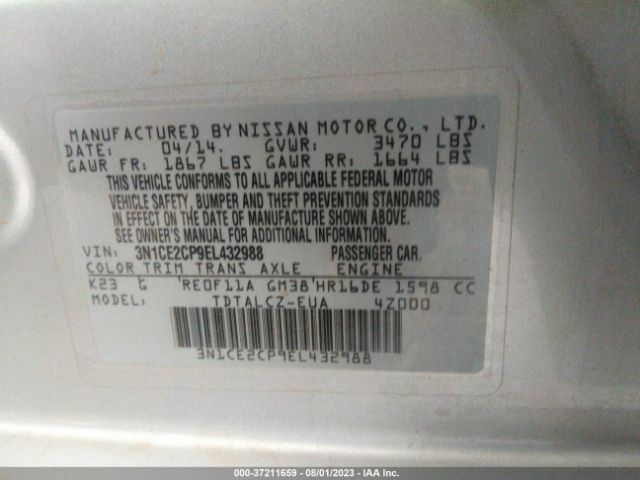 MANUFACTURED BY NISSAN MOTOR CO., LTD.
DATE: 04/14. GVWR: 3470 LBS
GAWR FR: 1867 LBS GAWR RR: 1664 LBS
THIS VEHICLE CONFORMS TO ALL APPLICABLE FEDERAL MOTOR
VEHICLE SAFETY, BUMPER AND THEFT PREVENTION STANDARDS
IN EFFECT ON THE DATE OF MANUFACTURE SHOWN ABOVE.
SEE OWNER'S MANUAL FOR ADDITIONAL INFORMATION.
VIN: 3N1CE2CP9EL432988 PASSENGER CAR.
COLOR TRIM TRANS AXLE ENGINE
K23 G RE0F11A GM38 HR16DE 1598 CC
MODEL: TDTALCZ-EUA 4Z000
3N1CE2CP9EL432988
000-37211659 - 08/01/2023 - IAA Inc.